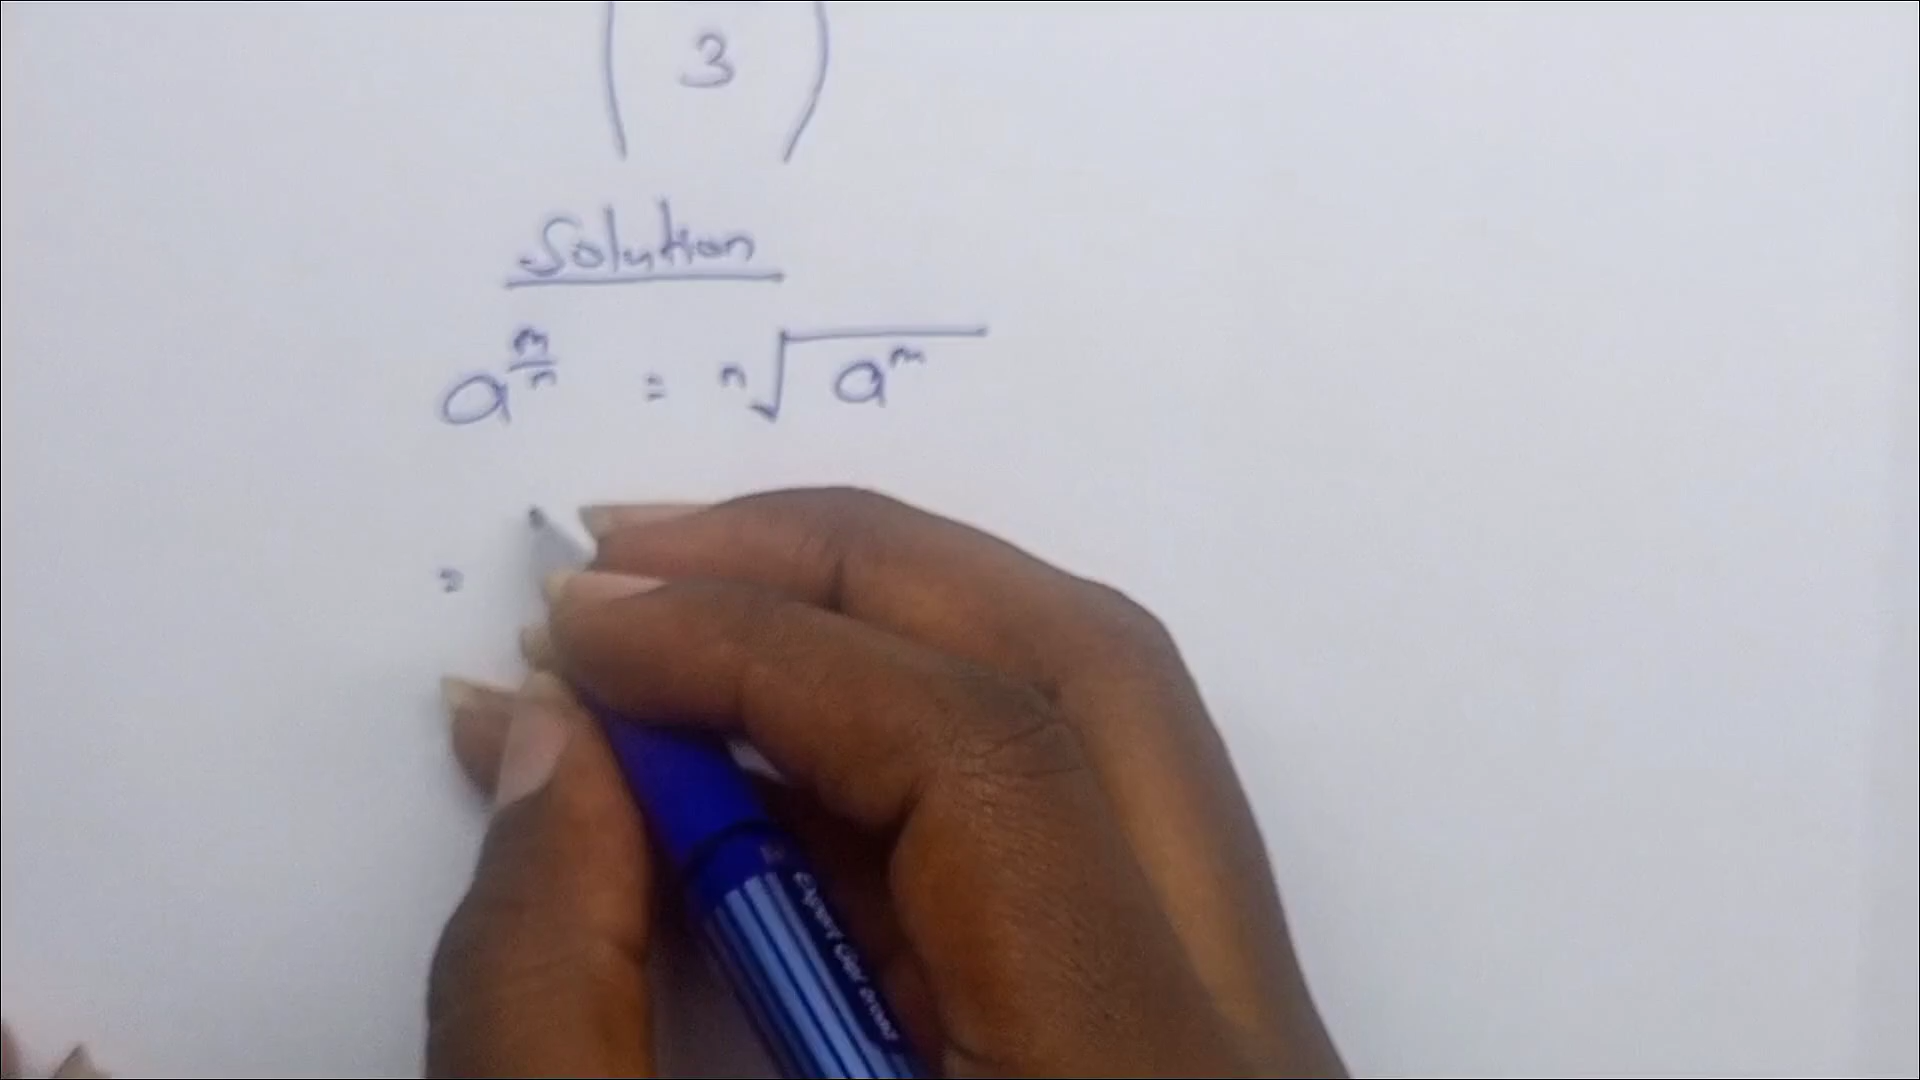 ( 3 )
Solution
a^{m/n} = ⁿ√(a^m)
=